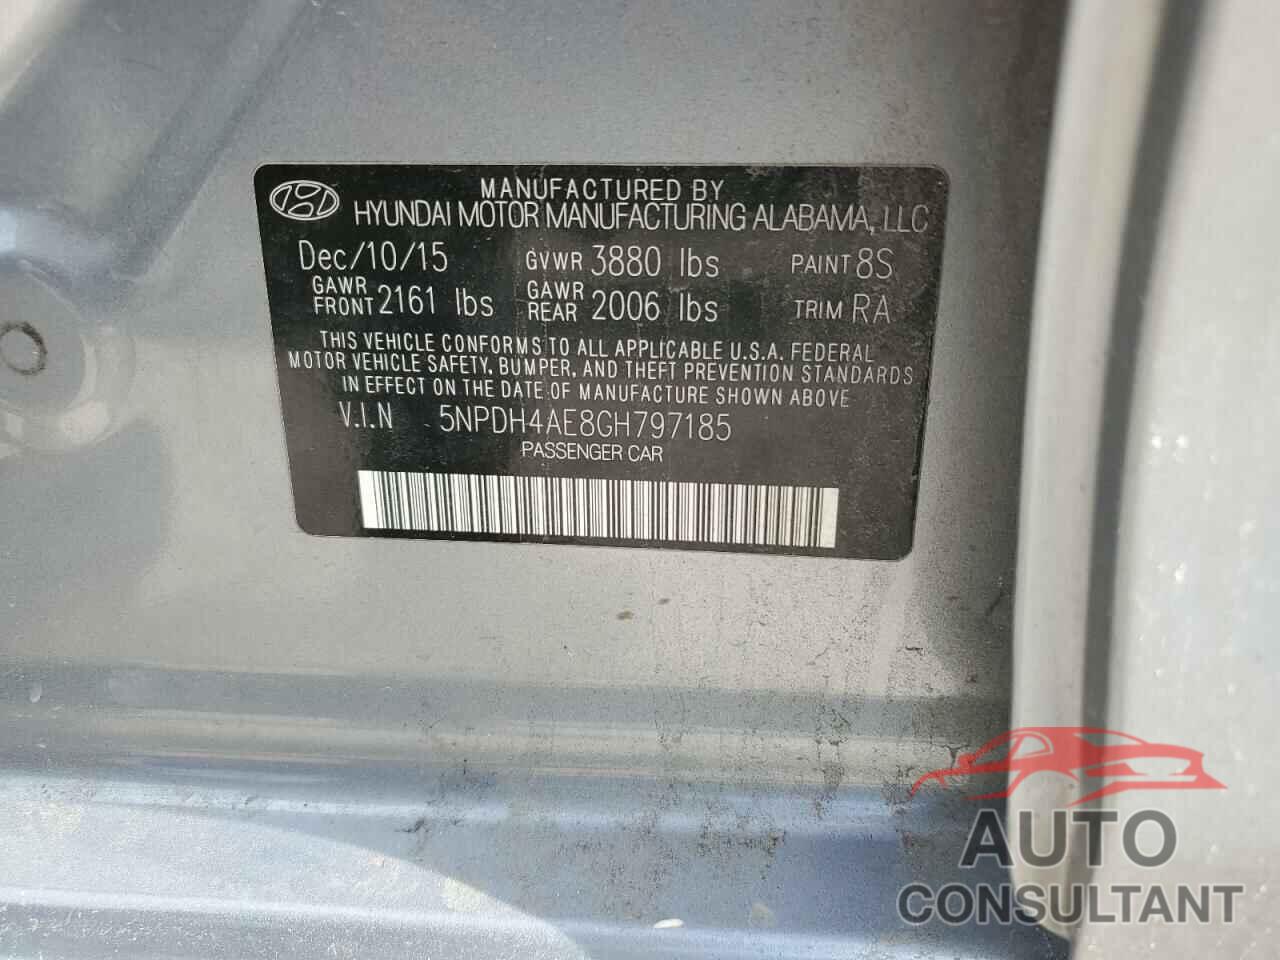 MANUFACTURED BY
HYUNDAI MOTOR MANUFACTURING ALABAMA, LLC
Dec/10/15 GVWR 3880 lbs PAINT 8S
GAWR FRONT 2161 lbs GAWR REAR 2006 lbs TRIM RA
THIS VEHICLE CONFORMS TO ALL APPLICABLE U.S.A. FEDERAL
MOTOR VEHICLE SAFETY, BUMPER, AND THEFT PREVENTION STANDARDS
IN EFFECT ON THE DATE OF MANUFACTURE SHOWN ABOVE
V.I.N 5NPDH4AE8GH797185
PASSENGER CAR
AUTO
CONSULTANT